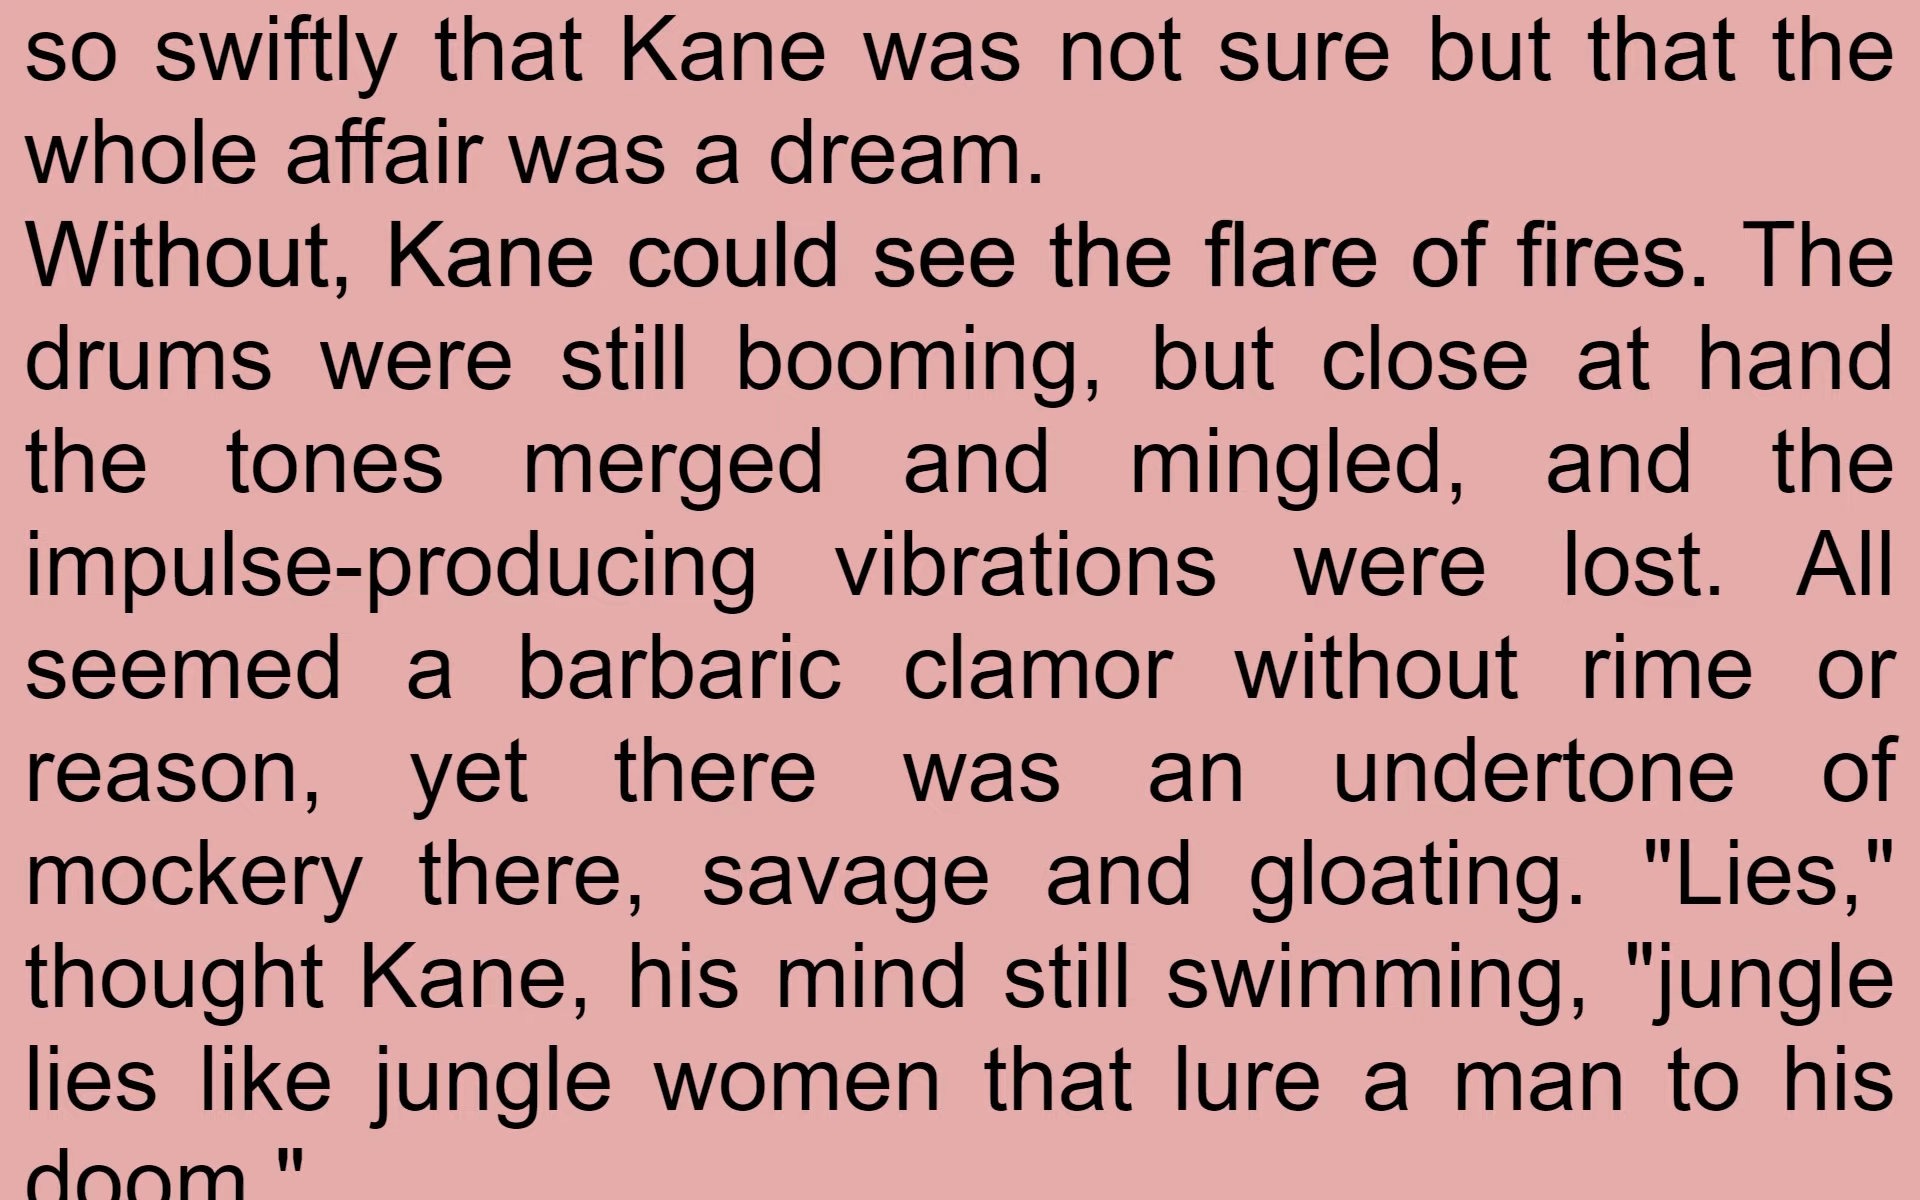 so swiftly that Kane was not sure but that the
whole affair was a dream.
Without, Kane could see the flare of fires. The
drums were still booming, but close at hand
the tones merged and mingled, and the
impulse-producing vibrations were lost. All
seemed a barbaric clamor without rime or
reason, yet there was an undertone of
mockery there, savage and gloating. "Lies,"
thought Kane, his mind still swimming, "jungle
lies like jungle women that lure a man to his
doom."